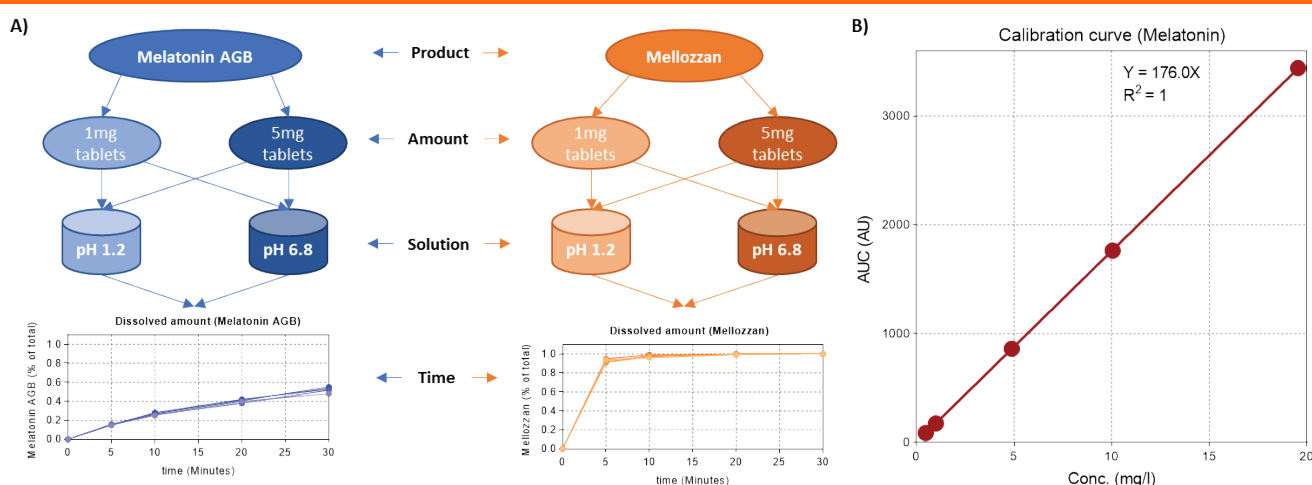 A)
Melatonin AGB
Product
Mellozzan
1mg
tablets
5mg
tablets
Amount
1mg
tablets
5mg
tablets
pH 1.2
pH 6.8
Solution
pH 1.2
pH 6.8
Dissolved amount (Melatonin AGB)
Melatonin AGB (% of total)
1.0
0.8
0.6
0.4
0.2
0.0
0 5 10 15 20 25 30
time (Minutes)
Time
Dissolved amount (Mellozzan)
Mellozzan (% of total)
1.0
0.8
0.6
0.4
0.2
0.0
0 5 10 15 20 25 30
time (Minutes)
B)
Calibration curve (Melatonin)
Y = 176.0X
R² = 1
AUC (AU)
3000
2000
1000
0
0 5 10 15 20
Conc. (mg/l)